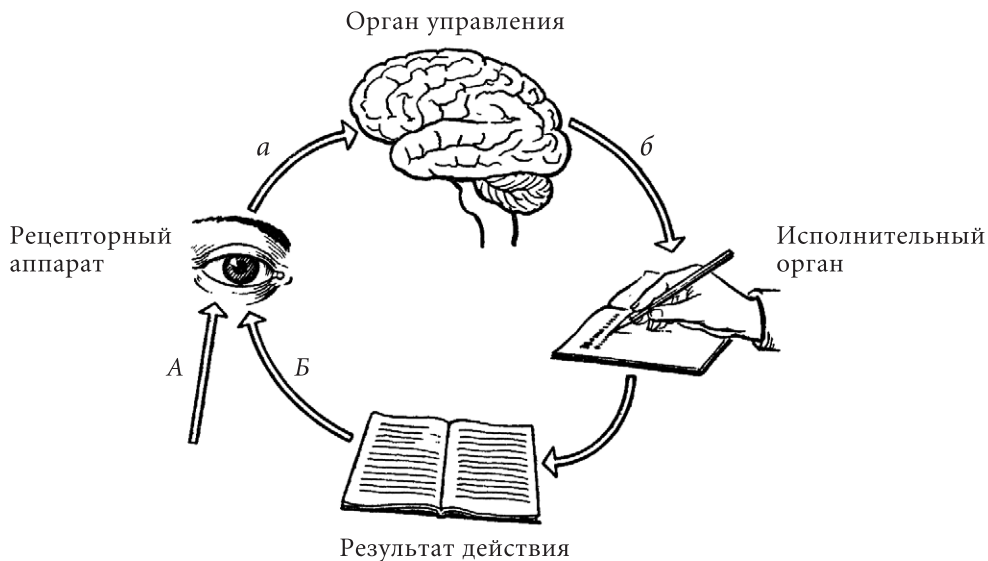 Орган управления
а
б
Рецепторный
аппарат
Исполнительный
орган
А
Б
Результат действия